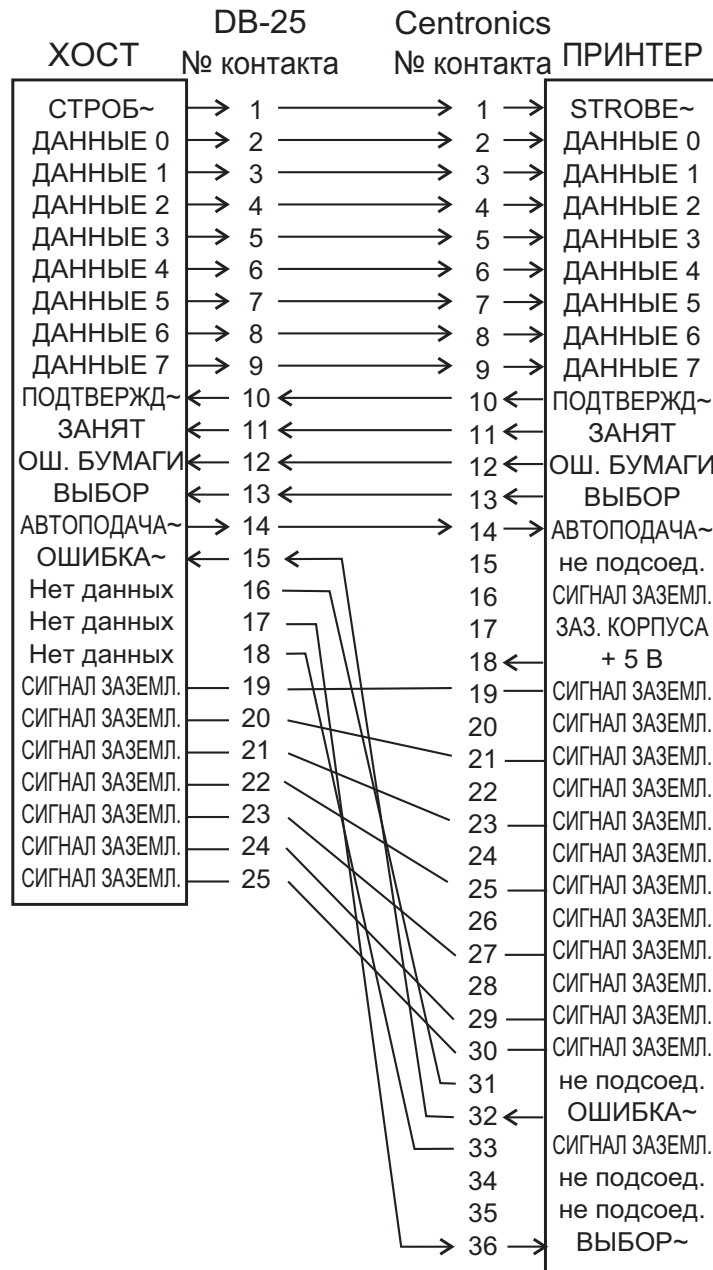 DB-25 Centronics
ХОСТ № контакта № контакта ПРИНТЕР
СТРОБ~ 1 1 STROBE~
ДАННЫЕ 0 2 2 ДАННЫЕ 0
ДАННЫЕ 1 3 3 ДАННЫЕ 1
ДАННЫЕ 2 4 4 ДАННЫЕ 2
ДАННЫЕ 3 5 5 ДАННЫЕ 3
ДАННЫЕ 4 6 6 ДАННЫЕ 4
ДАННЫЕ 5 7 7 ДАННЫЕ 5
ДАННЫЕ 6 8 8 ДАННЫЕ 6
ДАННЫЕ 7 9 9 ДАННЫЕ 7
ПОДТВЕРЖД~ 10 10 ПОДТВЕРЖД~
ЗАНЯТ 11 11 ЗАНЯТ
ОШ. БУМАГИ 12 12 ОШ. БУМАГИ
ВЫБОР 13 13 ВЫБОР
АВТОПОДАЧА~ 14 14 АВТОПОДАЧА~
ОШИБКА~ 15 15 не подсоед.
Нет данных 16 16 СИГНАЛ ЗАЗЕМЛ.
Нет данных 17 17 ЗАЗ. КОРПУСА
Нет данных 18 18 + 5 В
СИГНАЛ ЗАЗЕМЛ. 19 19 СИГНАЛ ЗАЗЕМЛ.
СИГНАЛ ЗАЗЕМЛ. 20 20 СИГНАЛ ЗАЗЕМЛ.
СИГНАЛ ЗАЗЕМЛ. 21 21 СИГНАЛ ЗАЗЕМЛ.
СИГНАЛ ЗАЗЕМЛ. 22 22 СИГНАЛ ЗАЗЕМЛ.
СИГНАЛ ЗАЗЕМЛ. 23 23 СИГНАЛ ЗАЗЕМЛ.
СИГНАЛ ЗАЗЕМЛ. 24 24 СИГНАЛ ЗАЗЕМЛ.
СИГНАЛ ЗАЗЕМЛ. 25 25 СИГНАЛ ЗАЗЕМЛ.
26 СИГНАЛ ЗАЗЕМЛ.
27 СИГНАЛ ЗАЗЕМЛ.
28 СИГНАЛ ЗАЗЕМЛ.
29 СИГНАЛ ЗАЗЕМЛ.
30 СИГНАЛ ЗАЗЕМЛ.
31 не подсоед.
32 ОШИБКА~
33 СИГНАЛ ЗАЗЕМЛ.
34 не подсоед.
35 не подсоед.
36 ВЫБОР~